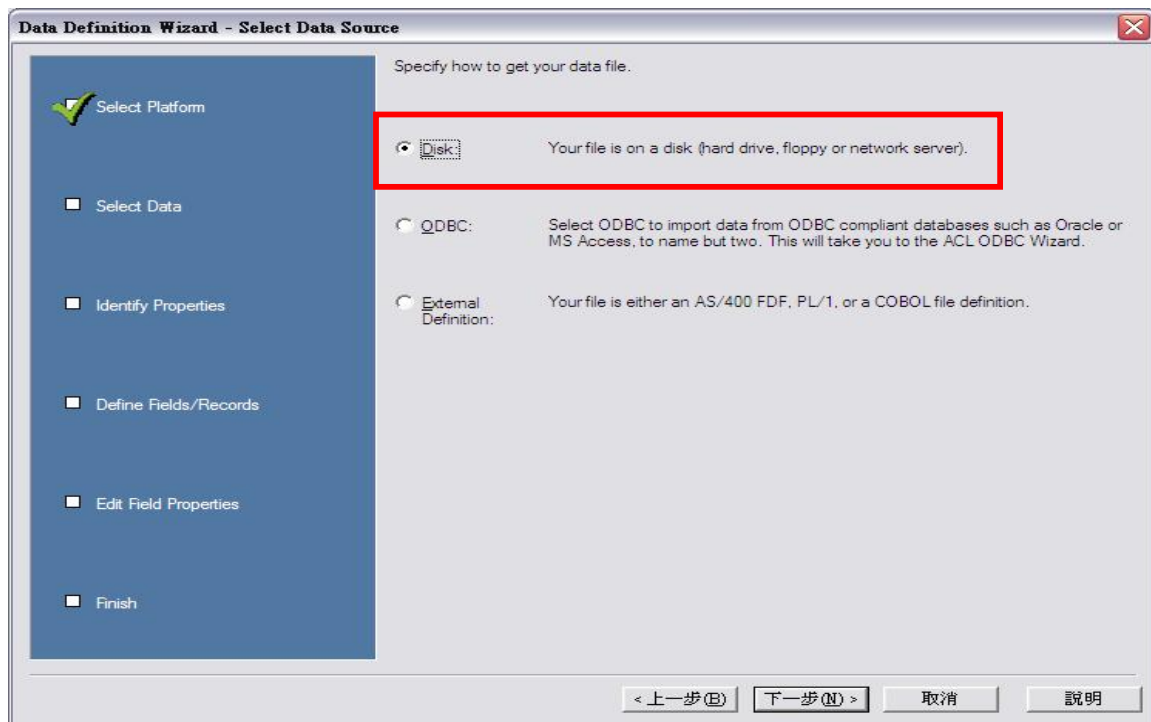 Data Definition Wizard - Select Data Source
Select Platform
Select Data
Identify Properties
Define Fields/Records
Edit Field Properties
Finish
Specify how to get your data file.
Disk: Your file is on a disk (hard drive, floppy or network server).
ODBC: Select ODBC to import data from ODBC compliant databases such as Oracle or
MS Access, to name but two. This will take you to the ACL ODBC Wizard.
External Your file is either an AS/400 FDF, PL/1, or a COBOL file definition.
Definition:
<上一步(B) 下一步(N) > 取消 說明